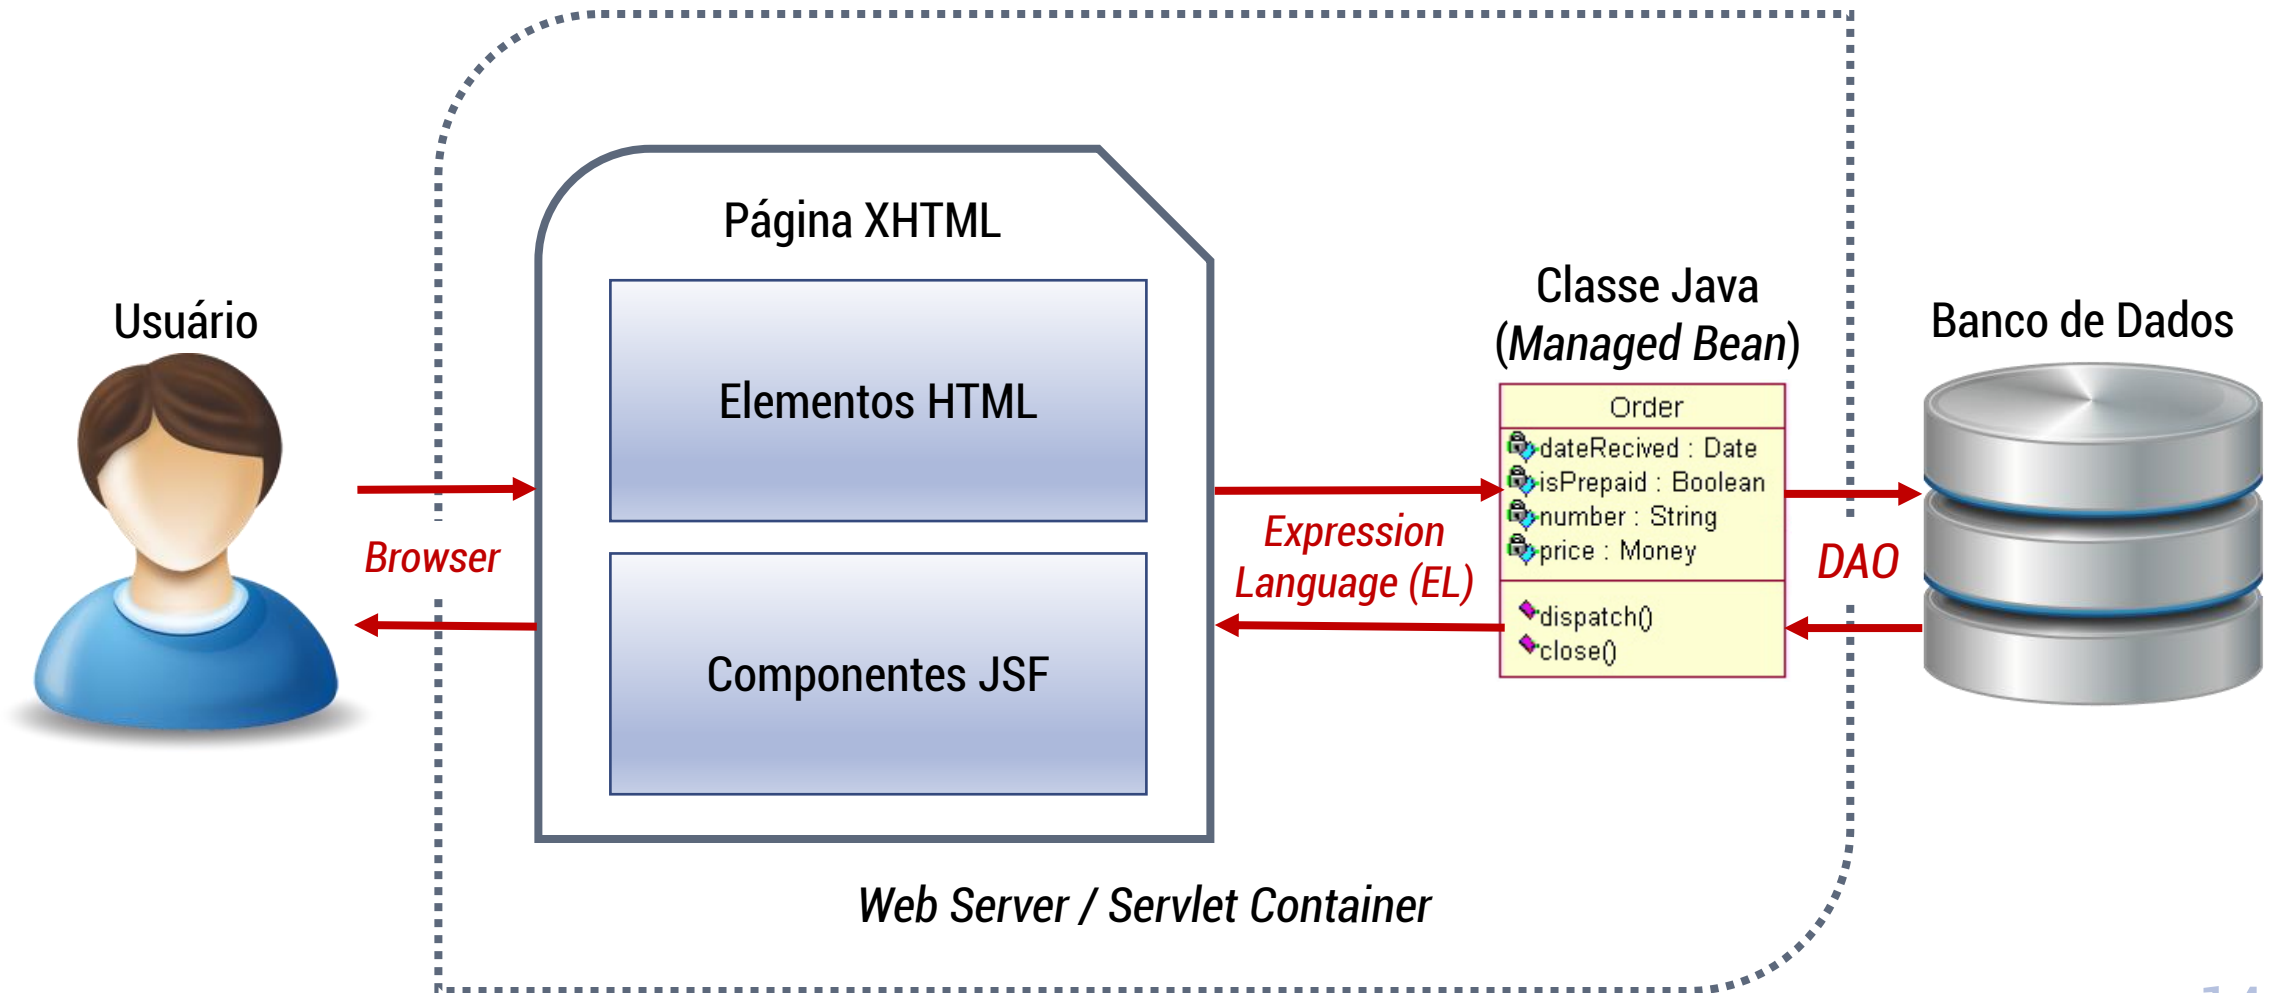 Página XHTML
Usuário
Elementos HTML
Componentes JSF
Browser
Expression
Language (EL)
Classe Java
(Managed Bean)
Order
dateRecived : Date
isPrepaid : Boolean
number : String
price : Money
dispatch()
close()
DAO
Banco de Dados
Web Server / Servlet Container